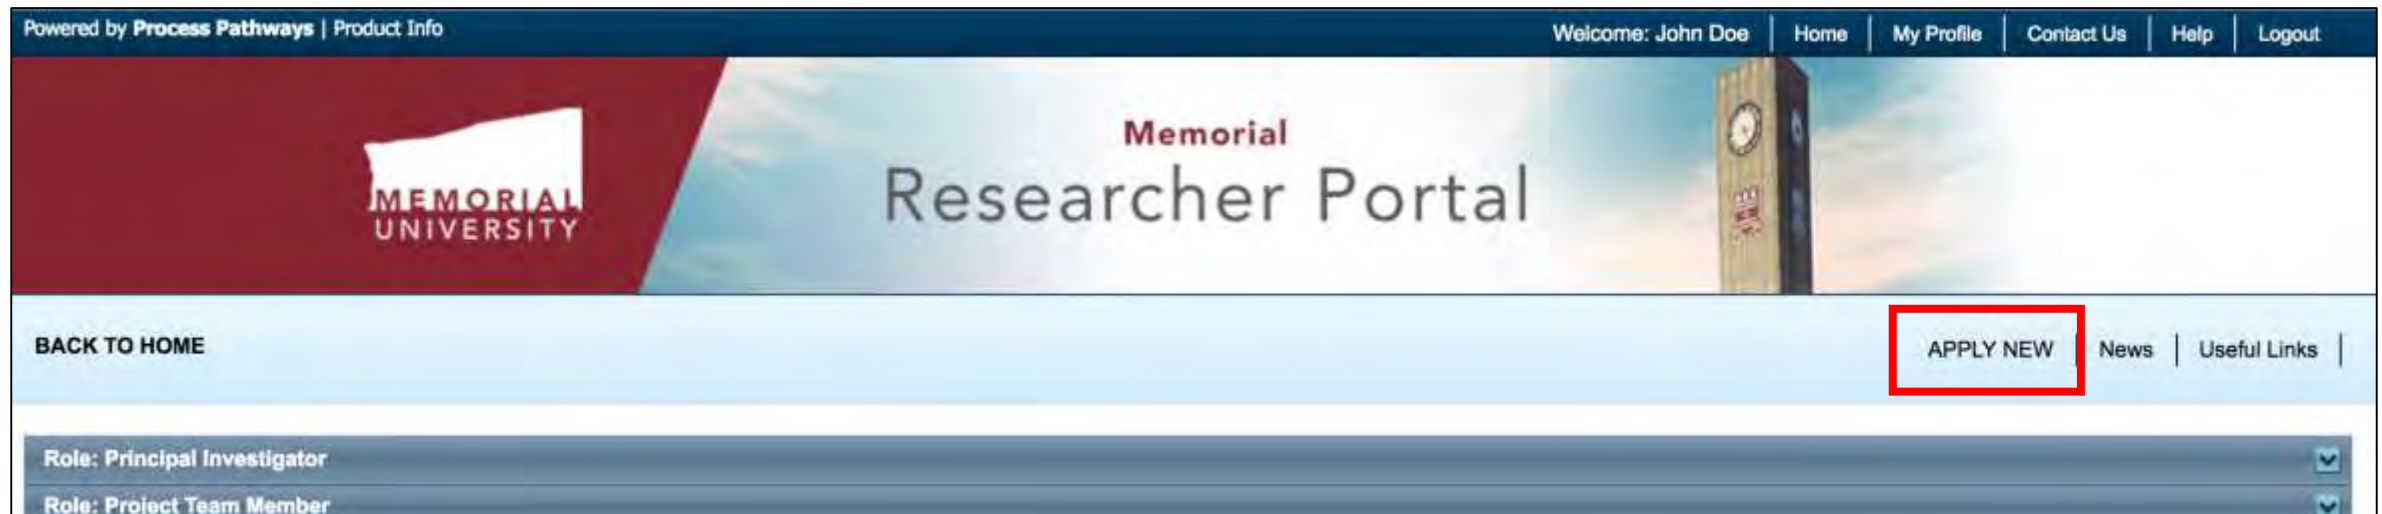 Powered by Process Pathways | Product Info
Welcome: John Doe | Home | My Profile | Contact Us | Help | Logout
MEMORIAL
UNIVERSITY
Memorial
Researcher Portal
BACK TO HOME
APPLY NEW | News | Useful Links |
Role: Principal Investigator
Role: Project Team Member